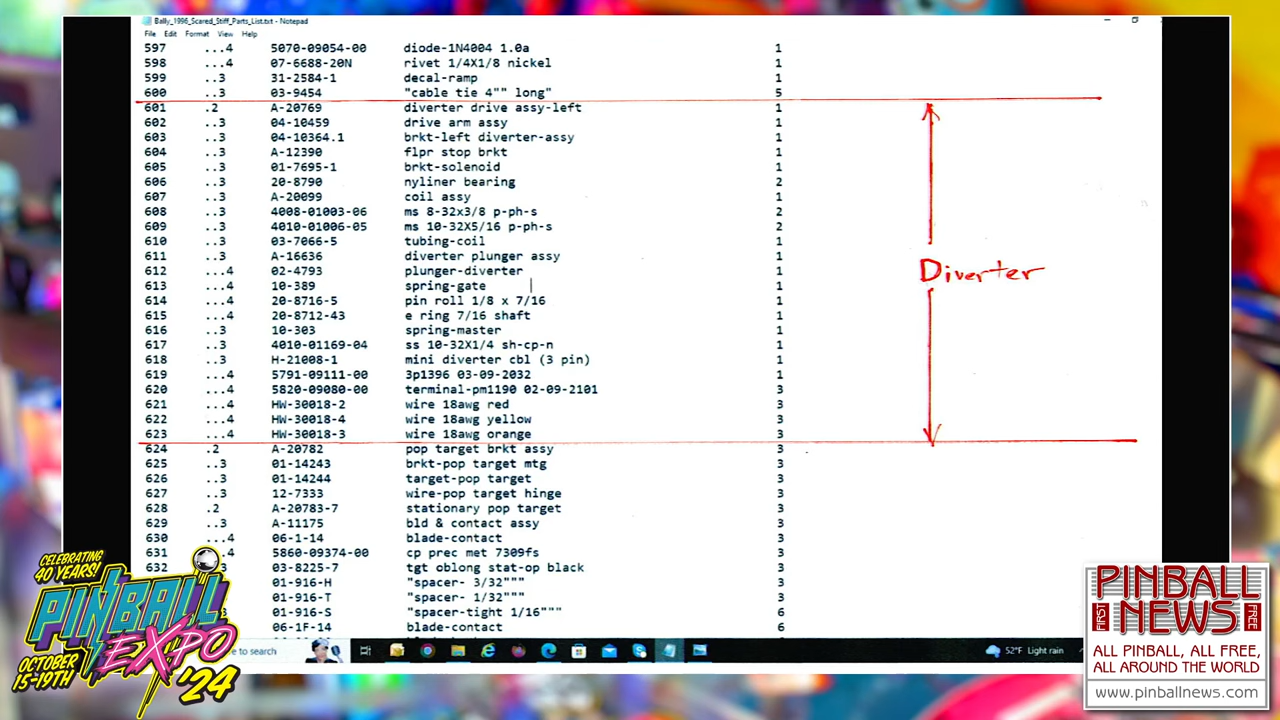 Bally_1996_Scared_Stiff_Parts_List.txt - Notepad
File Edit Format View Help
597 ...4 5070-09054-00 diode-1N4004 1.0a 1
598 ...4 07-6688-20N rivet 1/4X1/8 nickel 1
599 ..3 31-2584-1 decal-ramp 1
600 ..3 03-9454 "cable tie 4"" long" 5
601 .2 A-20769 diverter drive assy-left 1
602 ..3 04-10459 drive arm assy 1
603 ..3 04-10364.1 brkt-left diverter-assy 1
604 ..3 A-12390 flpr stop brkt 1
605 ..3 01-7695-1 brkt-solenoid 1
606 ..3 20-8790 nyliner bearing 2
607 ..3 A-20099 coil assy 1
608 ..3 4008-01003-06 ms 8-32x3/8 p-ph-s 2
609 ..3 4010-01006-05 ms 10-32X5/16 p-ph-s 2
610 ..3 03-7066-5 tubing-coil 1
611 ..3 A-16636 diverter plunger assy 1
612 ...4 02-4793 plunger-diverter 1
Diverter
613 ...4 10-389 spring-gate 1
614 ...4 20-8716-5 pin roll 1/8 x 7/16 1
615 ...4 20-8712-43 e ring 7/16 shaft 1
616 ..3 10-303 spring-master 1
617 ..3 4010-01169-04 ss 10-32X1/4 sh-cp-n 1
618 ..3 H-21008-1 mini diverter cbl (3 pin) 1
619 ...4 5791-09111-00 3p1396 03-09-2032 1
620 ...4 5820-09080-00 terminal-pm1190 02-09-2101 3
621 ...4 HW-30018-2 wire 18awg red 3
622 ...4 HW-30018-4 wire 18awg yellow 3
623 ...4 HW-30018-3 wire 18awg orange 3
624 .2 A-20782 pop target brkt assy 3
625 ..3 01-14243 brkt-pop target mtg 3
626 ..3 01-14244 target-pop target 3
627 ..3 12-7333 wire-pop target hinge 3
628 .2 A-20783-7 stationary pop target 3
629 ..3 A-11175 bld & contact assy 3
630 ...4 06-1-14 blade-contact 3
631 ...4 5860-09374-00 cp prec met 7309fs 3
632 ..3 03-8225-7 tgt oblong stat-op black 3
01-916-H "spacer- 3/32""" 3
01-916-T "spacer- 1/32""" 3
01-916-S "spacer-tight 1/16""" 6
06-1F-14 blade-contact 6
e to search
52°F Light rain
CELEBRATING
40 YEARS!
PINBALL
EXPO
OCTOBER
15-19TH
'24
PINBALL
FIRST NEWS FREE
ALL PINBALL, ALL FREE,
ALL AROUND THE WORLD
www.pinballnews.com